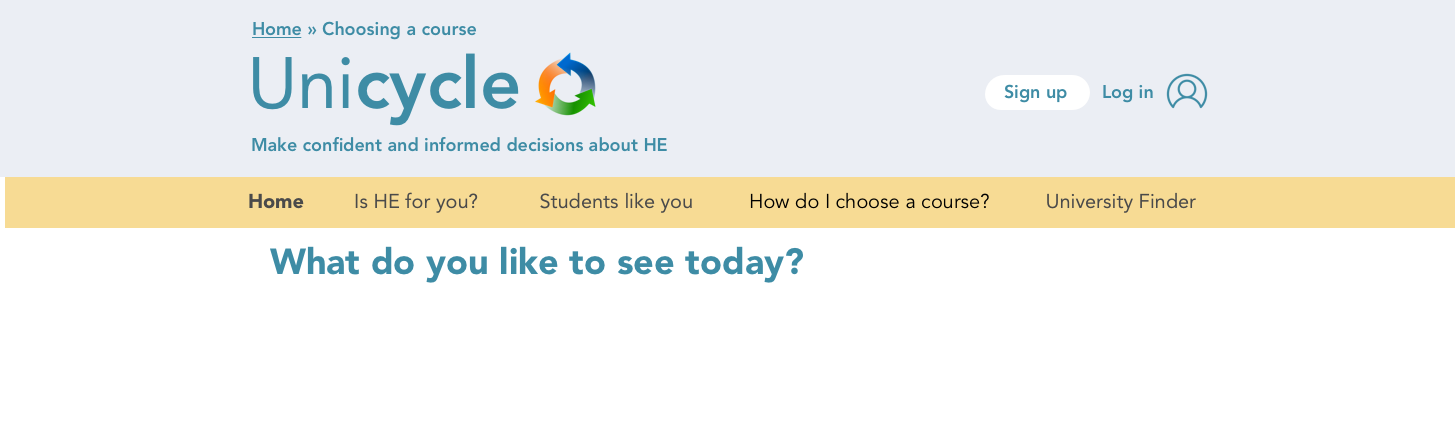 Home » Choosing a course
Unicycle
Sign up
Log in
Make confident and informed decisions about HE
Home
Is HE for you?
Students like you
How do I choose a course?
University Finder
What do you like to see today?